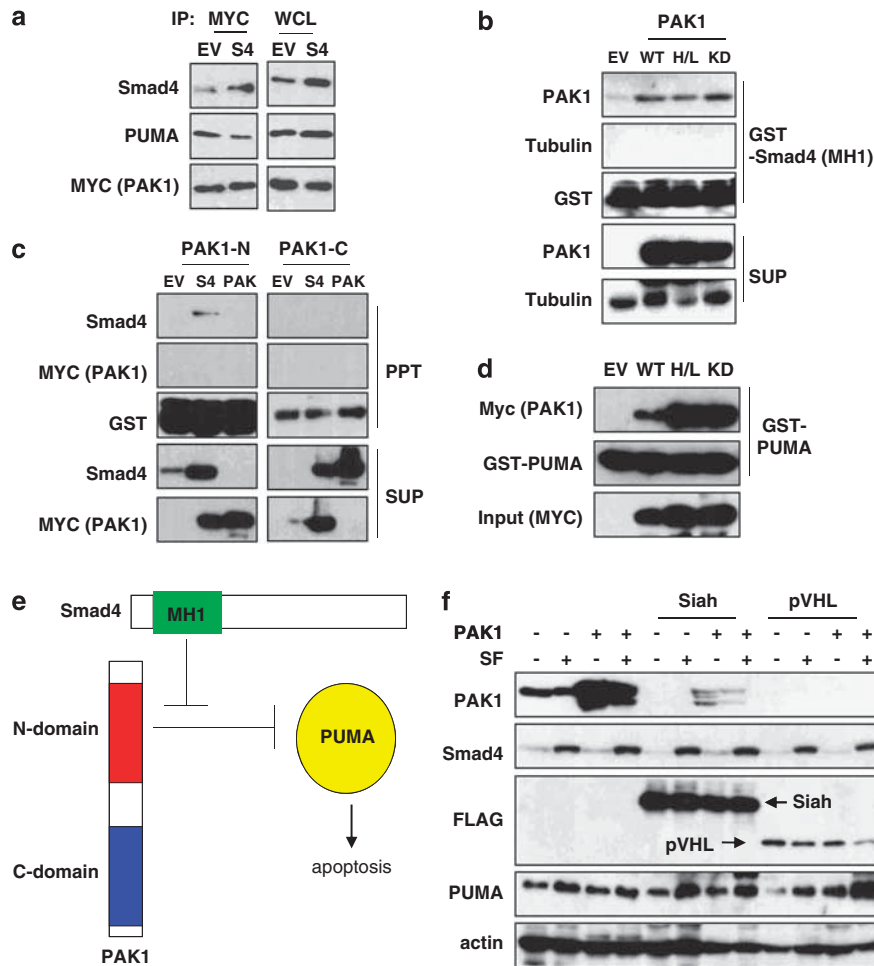 a
IP: MYC WCL
EV S4 EV S4
Smad4
PUMA
MYC (PAK1)
b
PAK1
EV WT H/L KD
PAK1
Tubulin
GST
GST
-Smad4 (MH1)
PAK1
Tubulin
SUP
c
PAK1-N PAK1-C
EV S4 PAK EV S4 PAK
Smad4
MYC (PAK1)
GST
PPT
Smad4
MYC (PAK1)
SUP
d
EV WT H/L KD
Myc (PAK1)
GST-PUMA
GST-
PUMA
Input (MYC)
e
Smad4
MH1
N-domain
PUMA
apoptosis
C-domain
PAK1
f
Siah pVHL
PAK1 - - + + - - + + - - + +
SF - + - + - + - + - + - +
PAK1
Smad4
FLAG
Siah
pVHL
PUMA
actin